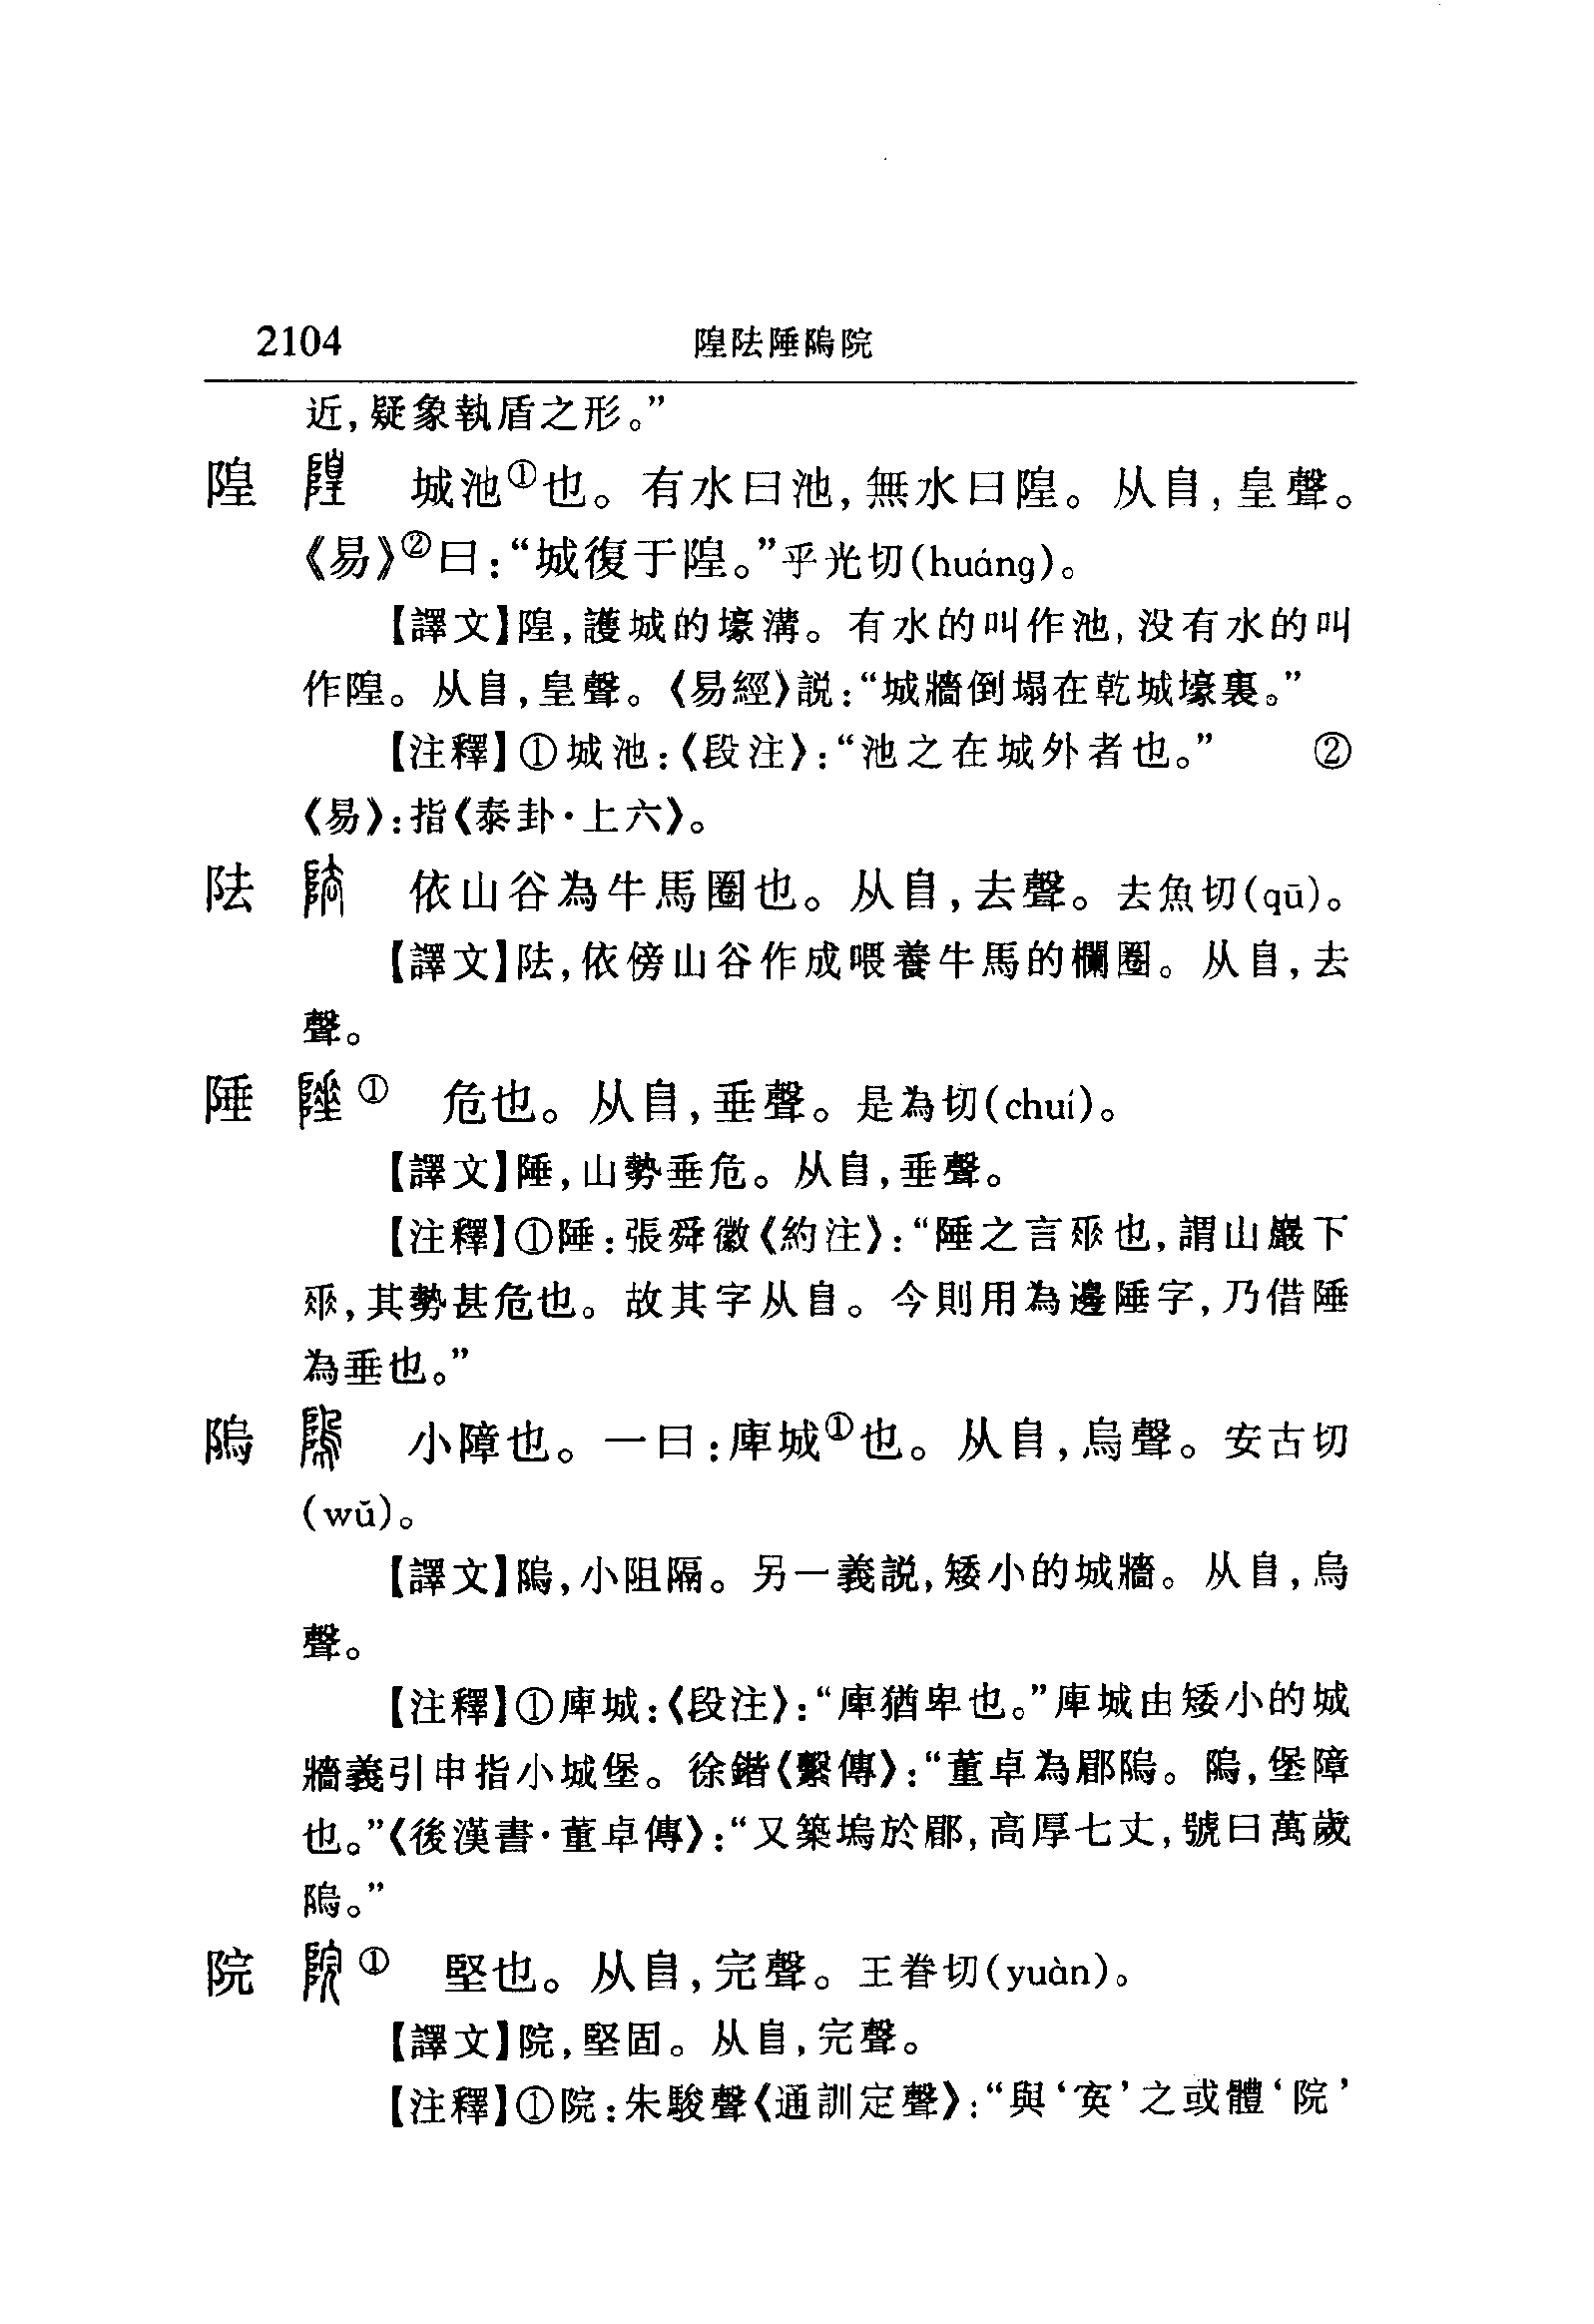 2104 隍阹陲隖院
近,疑象執盾之形。”
隍 城池①也。有水曰池,無水曰隍。从𨸏,皇聲。
《易》②曰:“城復于隍。”乎光切(huáng)。
【譯文】隍,護城的壕溝。有水的叫作池,没有水的叫
作隍。从𨸏,皇聲。《易經》説:“城牆倒塌在乾城壕裏。”
【注釋】①城池:《段注》:“池之在城外者也。” ②
《易》:指《泰卦·上六》。
阹 依山谷為牛馬圈也。从𨸏,去聲。去魚切(qū)。
【譯文】阹,依傍山谷作成喂養牛馬的欄圈。从𨸏,去
聲。
陲 ① 危也。从𨸏,垂聲。是為切(chuí)。
【譯文】陲,山勢垂危。从𨸏,垂聲。
【注釋】①陲:張舜徽《約注》:“陲之言𠂹也,謂山巖下
𠂹,其勢甚危也。故其字从𨸏。今則用為邊陲字,乃借陲
為垂也。”
隖 小障也。一曰:庳城①也。从𨸏,烏聲。安古切
(wǔ)。
【譯文】隖,小阻隔。另一義説,矮小的城牆。从𨸏,烏
聲。
【注釋】①庳城:《段注》:“庳猶卑也。”庳城由矮小的城
牆義引申指小城堡。徐鍇《繫傳》:“董卓為郿隖。隖,堡障
也。”《後漢書·董卓傳》:“又築塢於郿,高厚七丈,號曰萬歲
隖。”
院 ① 堅也。从𨸏,完聲。王眷切(yuàn)。
【譯文】院,堅固。从𨸏,完聲。
【注釋】①院:朱駿聲《通訓定聲》:“與‘寏’之或體‘院’